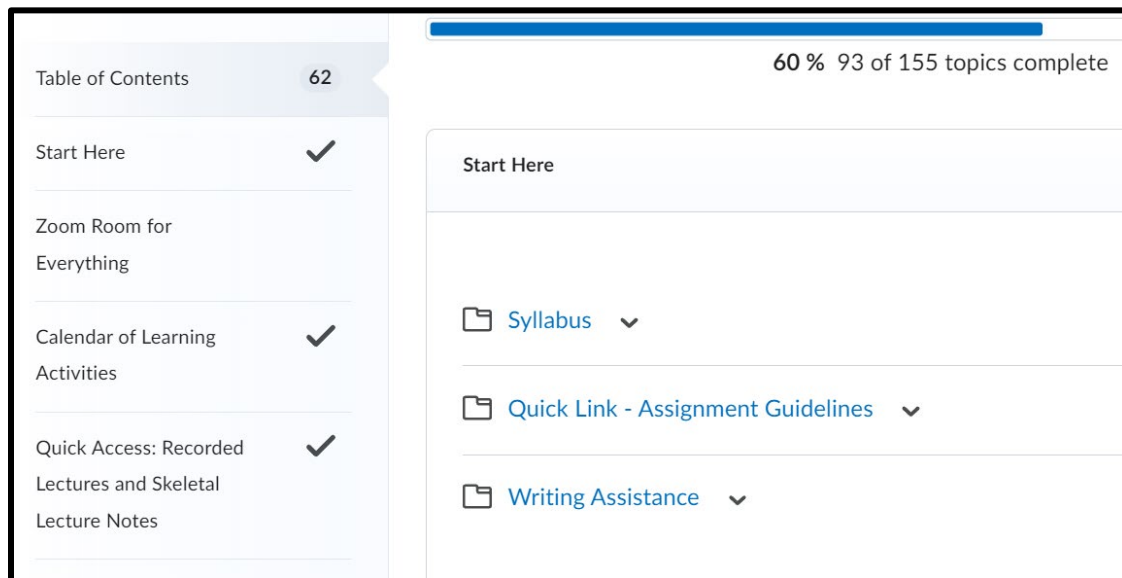 Table of Contents 62
Start Here
Zoom Room for
Everything
Calendar of Learning
Activities
Quick Access: Recorded
Lectures and Skeletal
Lecture Notes
60 % 93 of 155 topics complete
Start Here
Syllabus
Quick Link - Assignment Guidelines
Writing Assistance